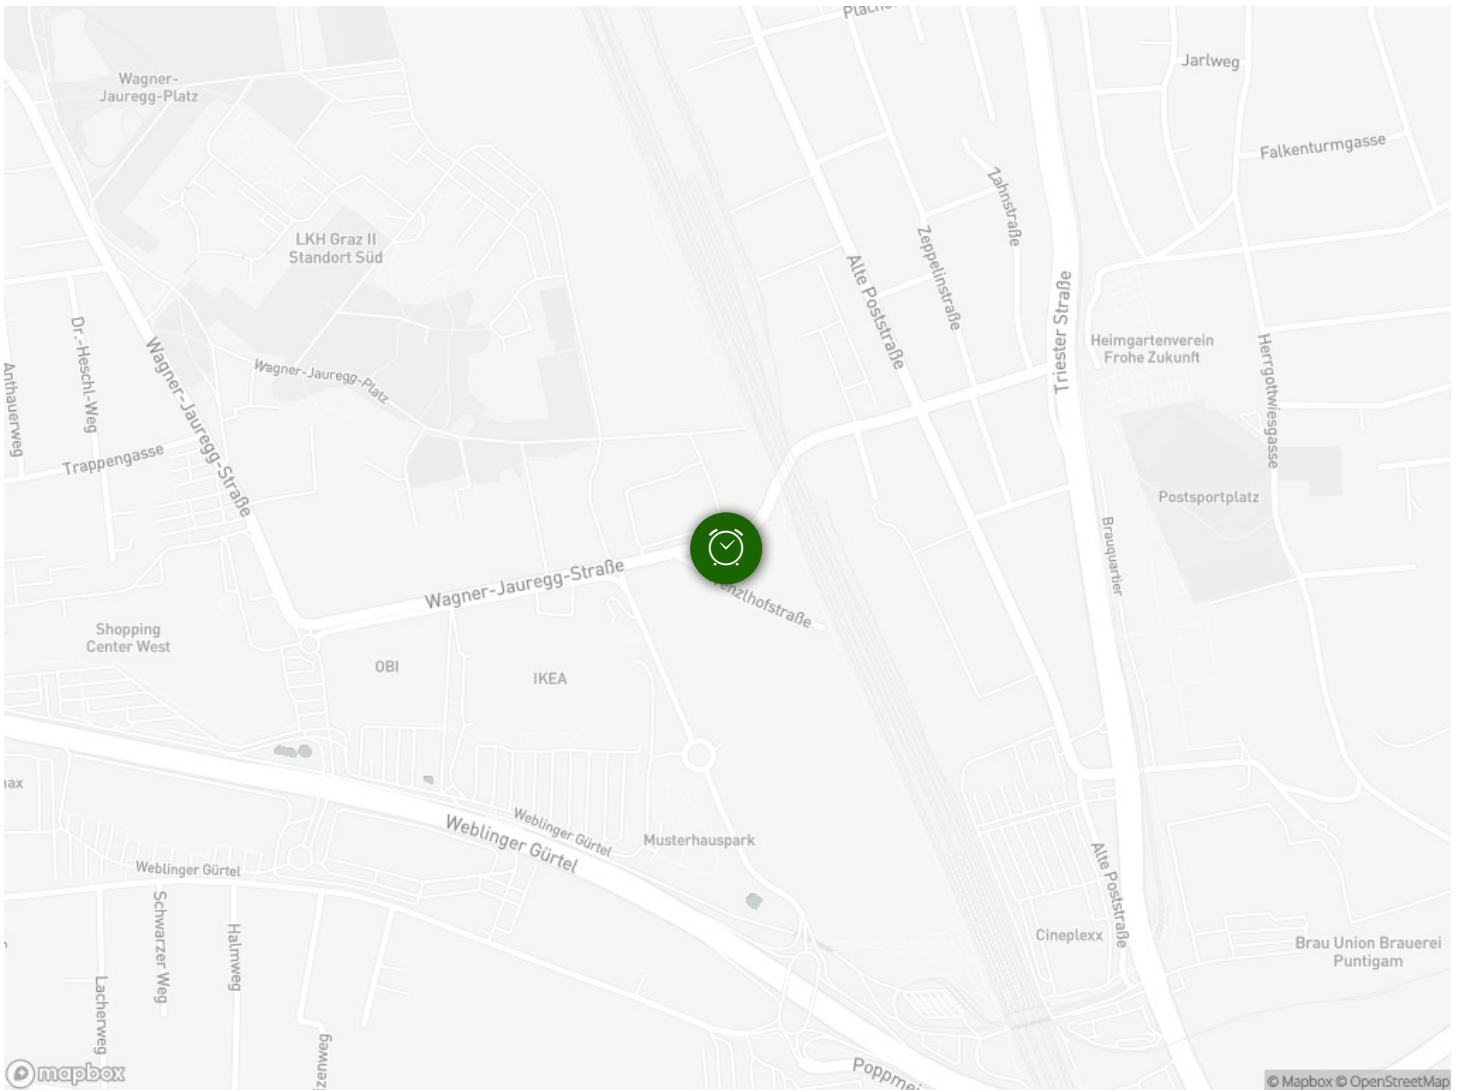 Wagner-
Jauregg-Platz
Jarlweg
Falkenturmgasse
LKH Graz II
Standort Süd
Zahnstraße
Zeppelinstraße
Alte Poststraße
Triester Straße
Heimgartenverein
Frohe Zukunft
Herrgottwiesgasse
Dr.-Heschl-Weg
Anthauerweg
Wagner-Jauregg-Straße
Wagner-Jauregg-Platz
Trappengasse
Postsportplatz
Brauquartier
Wagner-Jauregg-Straße
Shopping
Center West
OBI
IKEA
Weblinger Gürtel
Weblinger Gürtel
Musterhauspark
Weblinger Gürtel
Schwarzer Weg
Halmweg
Lacherweg
Alte Poststraße
Cineplexx
Brau Union Brauerei
Puntigam
mapbox
© Mapbox © OpenStreetMap